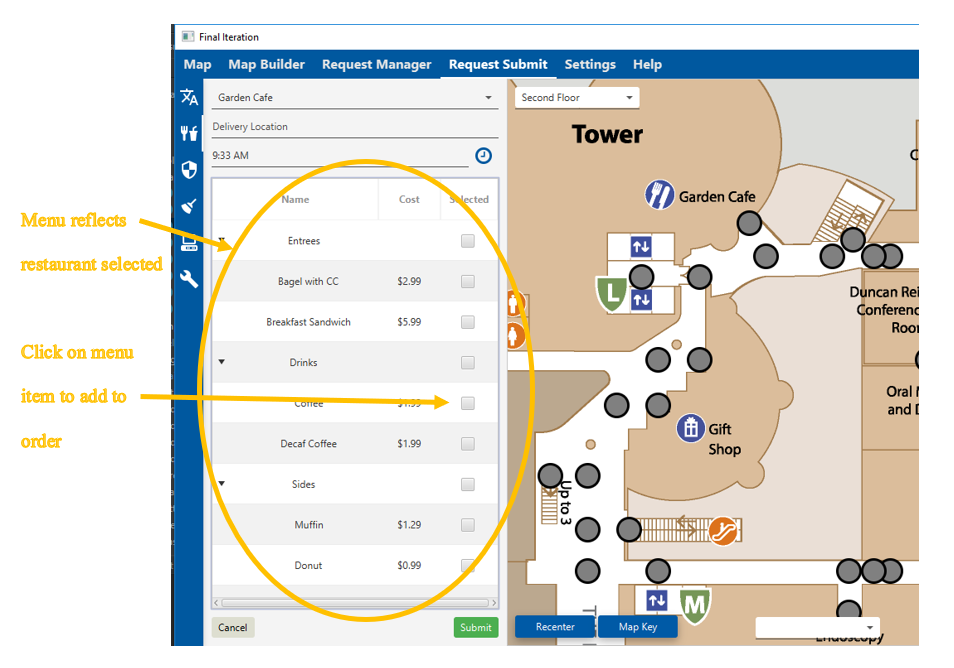 Final Iteration
Map Map Builder Request Manager Request Submit Settings Help
Garden Cafe
Delivery Location
9:33 AM
Name Cost Selected
Entrees
Bagel with CC $2.99
Breakfast Sandwich $5.99
Drinks
Coffee $1.99
Decaf Coffee $1.99
Sides
Muffin $1.29
Donut $0.99
Cancel Submit
Menu reflects
restaurant selected
Click on menu
item to add to
order
Second Floor
Tower
Garden Cafe
L
Duncan Rei
Conferenc
Roo
Oral
and D
Gift
Shop
Up to 3
M
Recenter Map Key
Endoscopy